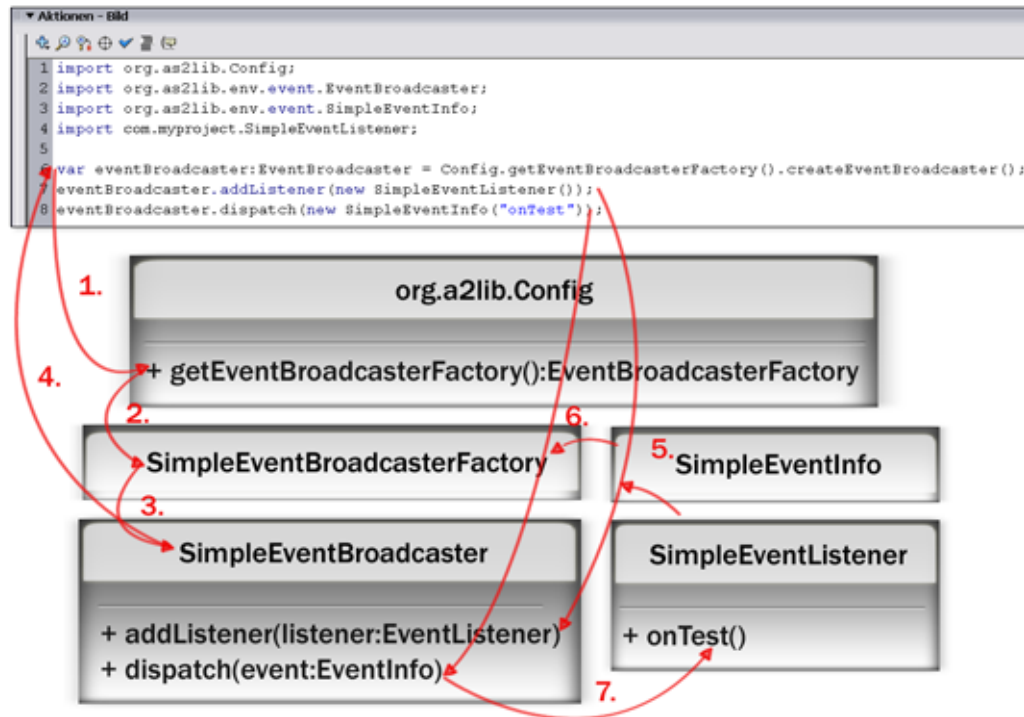 Aktionen - Bild
1 import org.as2lib.Config;
2 import org.as2lib.env.event.EventBroadcaster;
3 import org.as2lib.env.event.SimpleEventInfo;
4 import com.myproject.SimpleEventListener;
5
6 var eventBroadcaster:EventBroadcaster = Config.getEventBroadcasterFactory().createEventBroadcaster();
7 eventBroadcaster.addListener(new SimpleEventListener());
8 eventBroadcaster.dispatch(new SimpleEventInfo("onTest"));
1.
org.a2lib.Config
4.
+ getEventBroadcasterFactory():EventBroadcasterFactory
2.
6.
SimpleEventBroadcasterFactory
5.
SimpleEventInfo
3.
SimpleEventBroadcaster
SimpleEventListener
+ addListener(listener:EventListener)
+ onTest()
+ dispatch(event:EventInfo)
7.